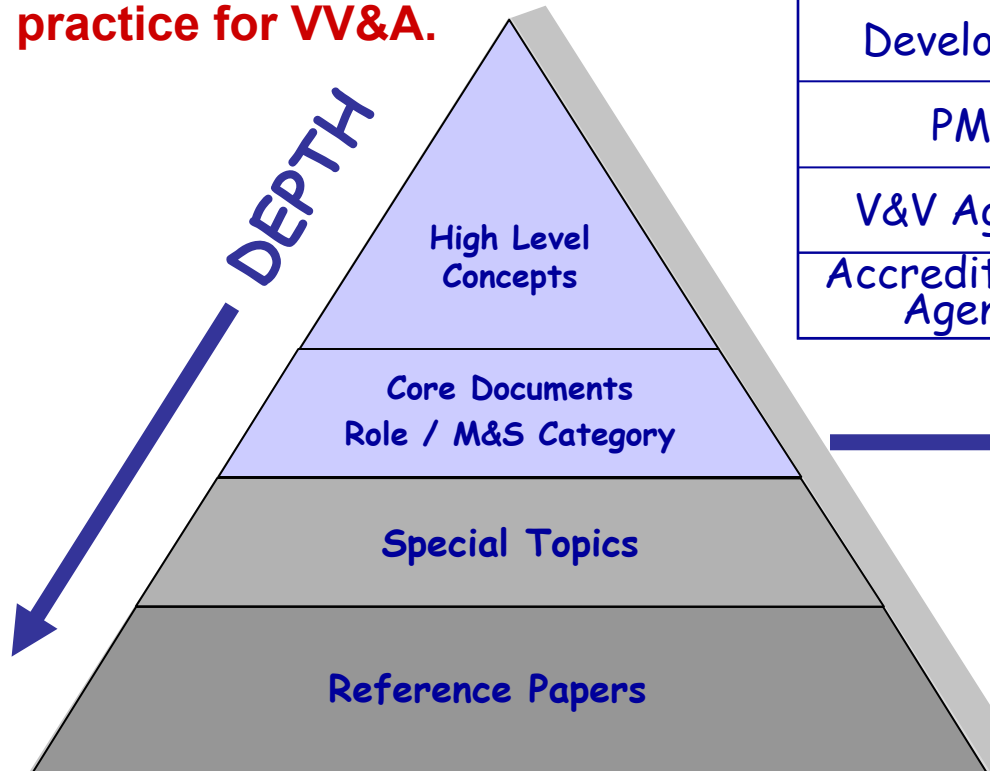 practice for VV&A.
DEPTH
High Level
Concepts
Core Documents
Role / M&S Category
Special Topics
Reference Papers
PM
V&V